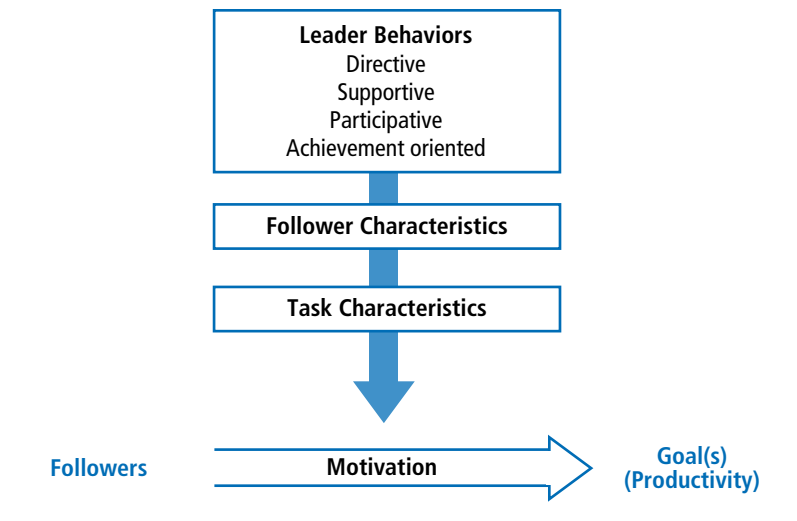 Leader Behaviors
Directive
Supportive
Participative
Achievement oriented
Follower Characteristics
Task Characteristics
Followers
Motivation
Goal(s)
(Productivity)